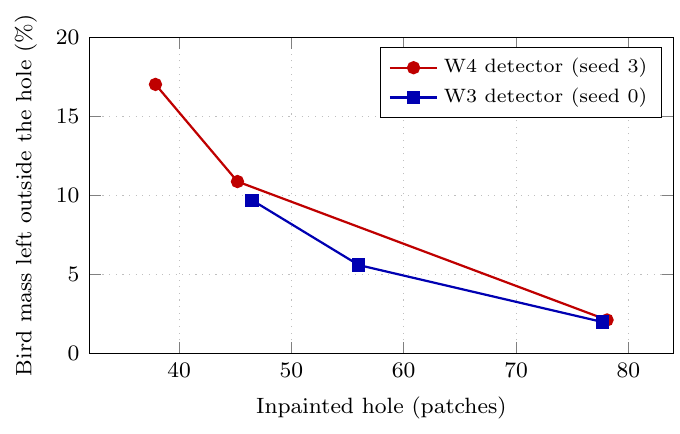 Bird mass left outside the hole (%)
20
15
10
5
0
W4 detector (seed 3)
W3 detector (seed 0)
40 50 60 70 80
Inpainted hole (patches)